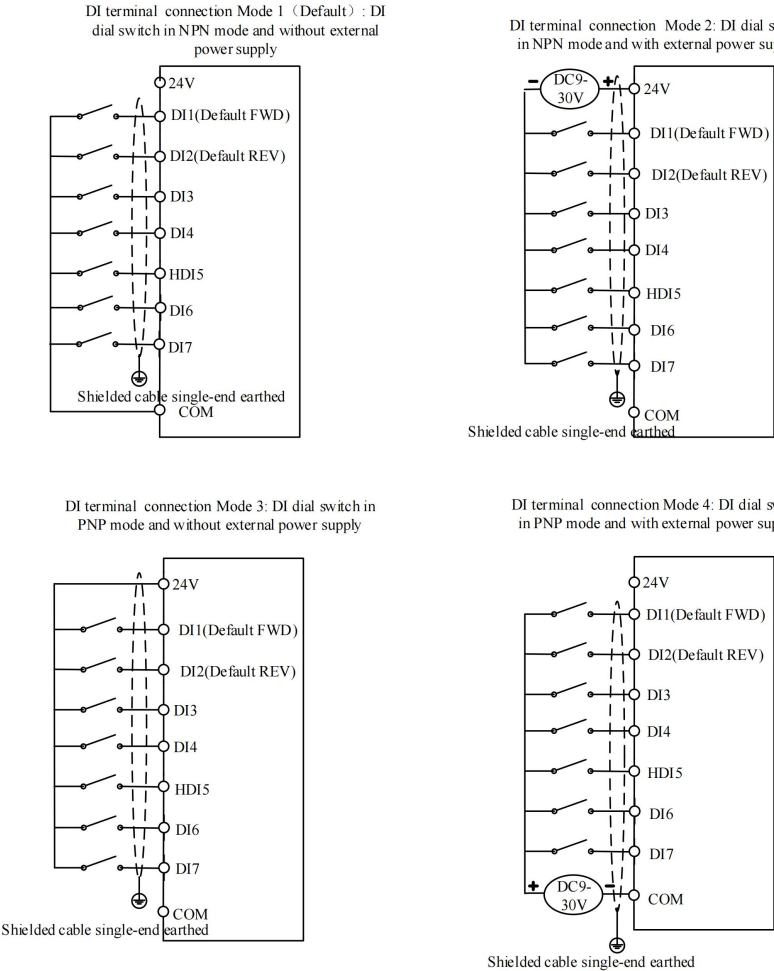 DI terminal connection Mode 1（Default）: DI
dial switch in NPN mode and without external
power supply
24V
DI1(Default FWD)
DI2(Default REV)
DI3
DI4
HDI5
DI6
DI7
Shielded cable single-end earthed
COM
DI terminal connection Mode 2: DI dial s
in NPN mode and with external power su
DC9-
30V
24V
DI1(Default FWD)
DI2(Default REV)
DI3
DI4
HDI5
DI6
DI7
COM
Shielded cable single-end earthed
DI terminal connection Mode 3: DI dial switch in
PNP mode and without external power supply
24V
DI1(Default FWD)
DI2(Default REV)
DI3
DI4
HDI5
DI6
DI7
COM
Shielded cable single-end earthed
DI terminal connection Mode 4: DI dial s
in PNP mode and with external power su
24V
DI1(Default FWD)
DI2(Default REV)
DI3
DI4
HDI5
DI6
DI7
DC9-
30V
COM
Shielded cable single-end earthed